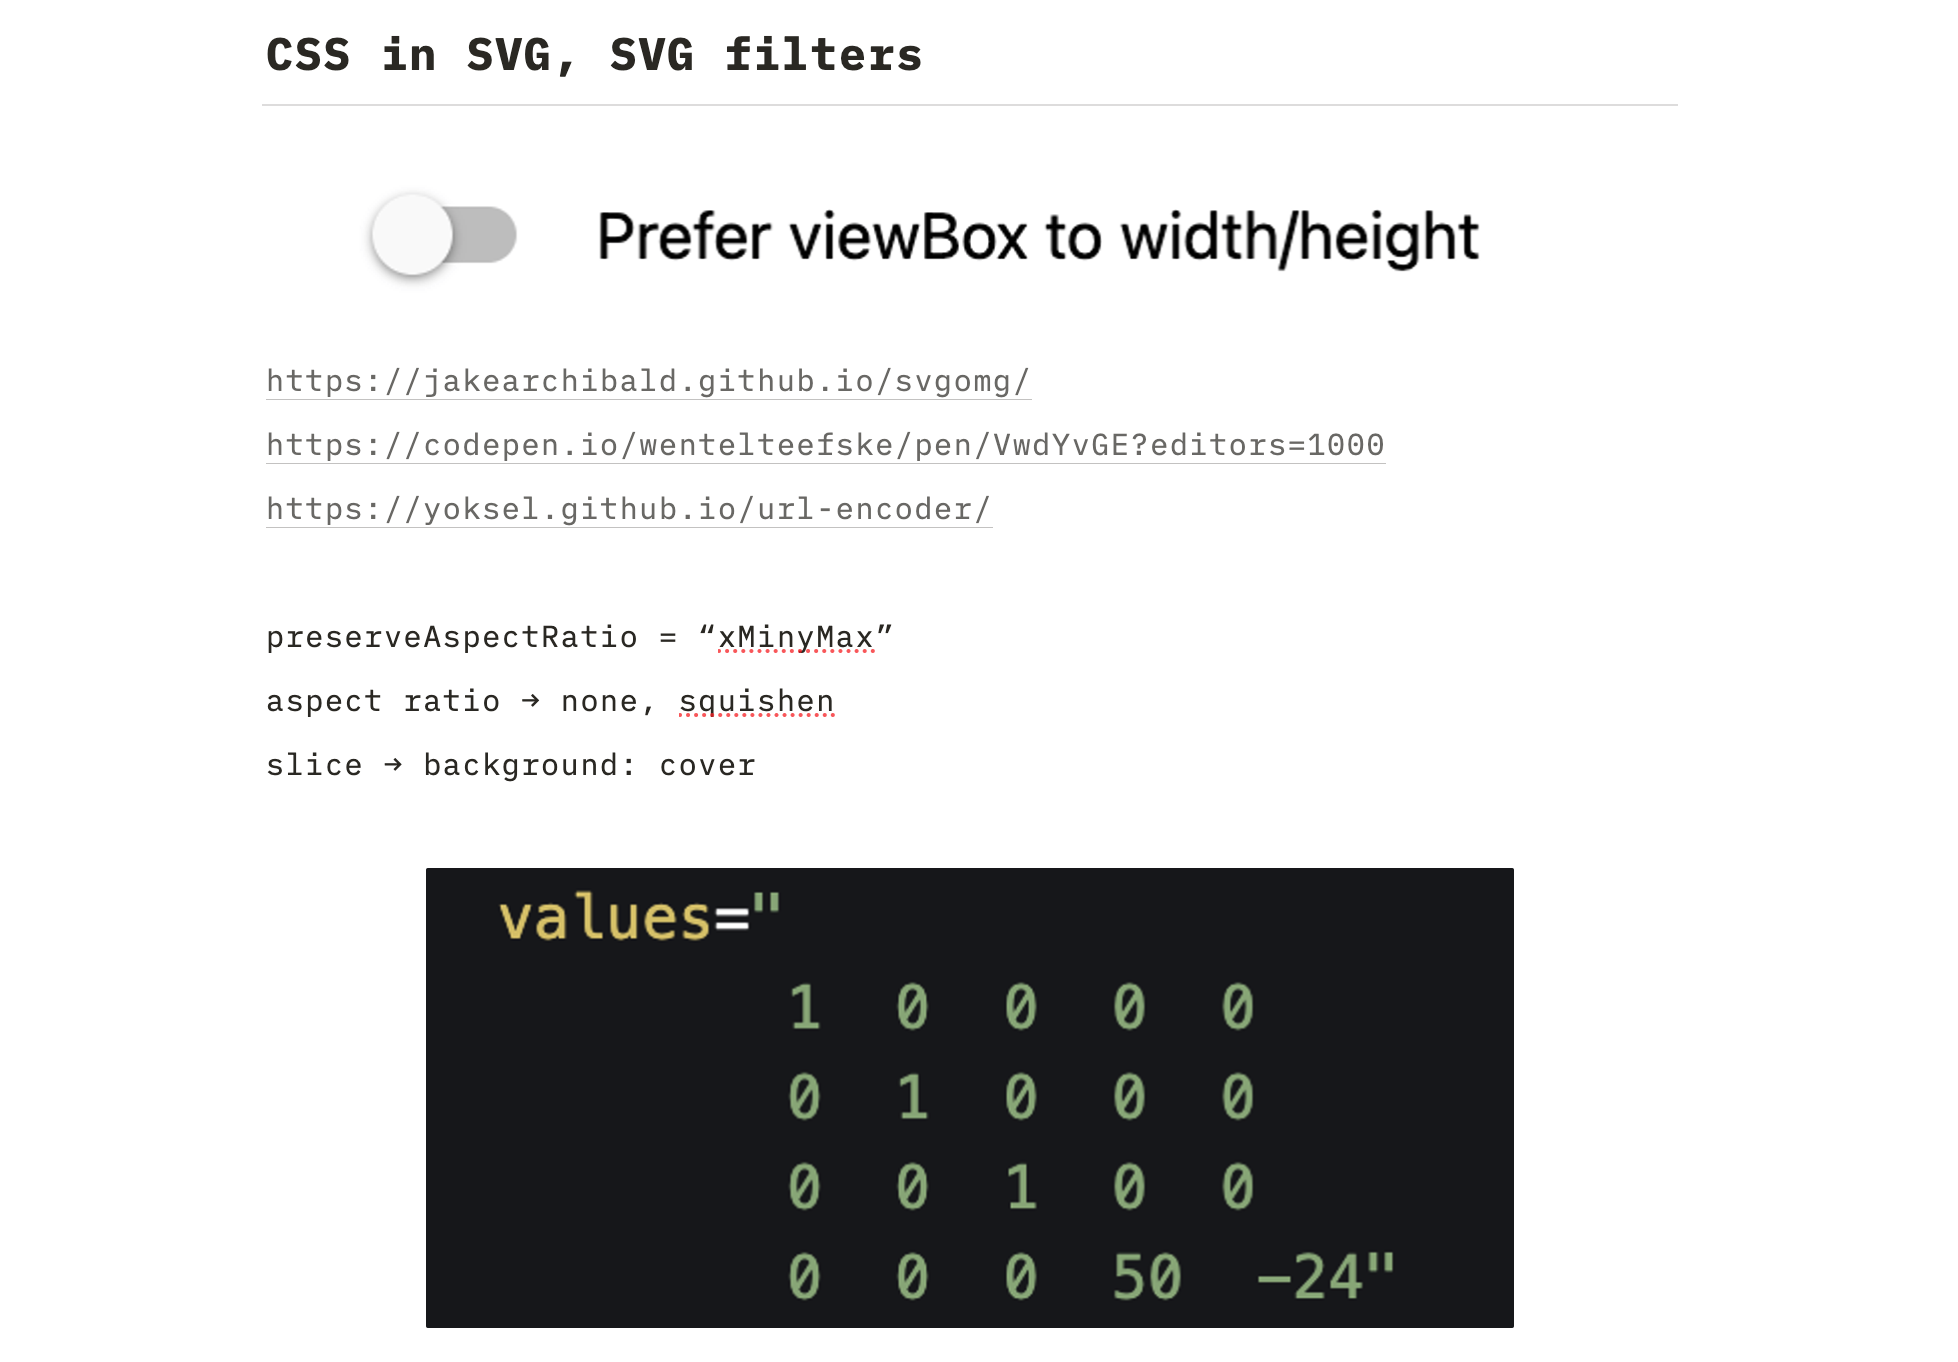 CSS in SVG, SVG filters
Prefer viewBox to width/height
https://jakearchibald.github.io/svgomg/
https://codepen.io/wentelteefske/pen/VwdYvGE?editors=1000
https://yoksel.github.io/url-encoder/
preserveAspectRatio = “xMinyMax”
aspect ratio → none, squishen
slice → background: cover
values="
1 0 0 0 0
0 1 0 0 0
0 0 1 0 0
0 0 0 50 −24"